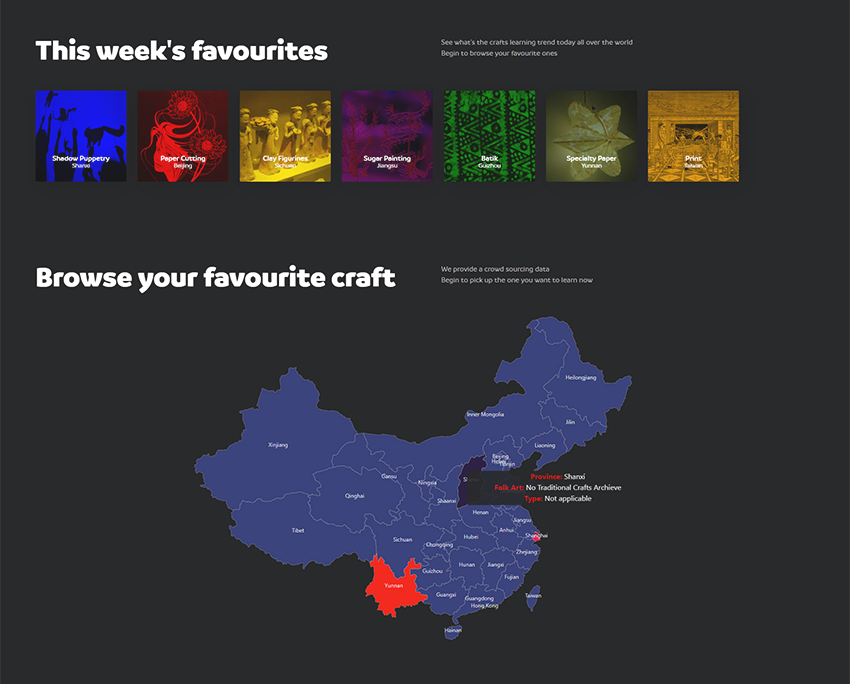 This week's favourites
See what's the crafts learning trend today all over the world
Begin to browse your favourite ones
Shadow Puppetry
Shanxi
Paper Cutting
Beijing
Clay Figurines
Sichuan
Sugar Painting
Jiangsu
Batik
Guizhou
Specialty Paper
Yunnan
Print
Taiwan
Browse your favourite craft
We provide a crowd sourcing data
Begin to pick up the one you want to learn now
Heilongjiang
Inner Mongolia
Jilin
Xinjiang
Liaoning
Beijing
Hebei
Tianjin
Gansu
Ningxia
Province: Shanxi
Folk Art: No Traditional Crafts Archieve
Type: Not applicable
Qinghai
Shaanxi
Henan
Jiangsu
Tibet
Anhui
Sichuan
Hubei
Shanghai
Chongqing
Zhejiang
Hunan
Jiangxi
Guizhou
Fujian
Yunnan
Guangxi
Guangdong
Taiwan
Hong Kong
Hainan